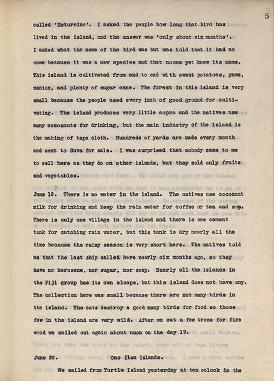 5
called 'Haturaina'. I asked the people how long that bird has
lived in the island, and the answer was 'only about six months'.
I asked what the name of the bird was but was told that it had no
name because it was a new species and that noone yet knew its name.
This island is cultivated from end to end with sweet potatoes, yams,
manioc, and plenty of sugar cane. The forest in this island is very
small because the people used every inch of good ground for culti-
vating. The island produces very little copra and the natives use
many cocoanuts for drinking, but the main industry of the island is
the making of tapa cloth. Hundreds of yards are made every month
and sent to Suva for sale. I was surprised that nobody came to me
to sell here as they do on other islands, but they sold only fruits
and vegetables.
June 18. There is no water in the island. The natives use cocoanut
milk for drinking and keep the rain water for coffee or tea and soup.
There is only one village in the island and there is one cement
tank for catching rain water, but this tank is dry nearly all the
time because the rainy season is very short here. The natives told
me that the last ship called here nearly six months ago, so they
have no kerosene, nor sugar, nor soap. Nearly all the islands in
the Fiji group has its own sloops, but this island does not have any.
The collection here was small because there are not many birds in
the island. The cats destroy a good many birds for food so those
few in the island are very wild. After we cut a few trees for fire
wood we sailed out again about noon on the day 19.
June 20. Ono Ilau Islands.
We sailed from Turtle Island yesterday at ten oclock in the